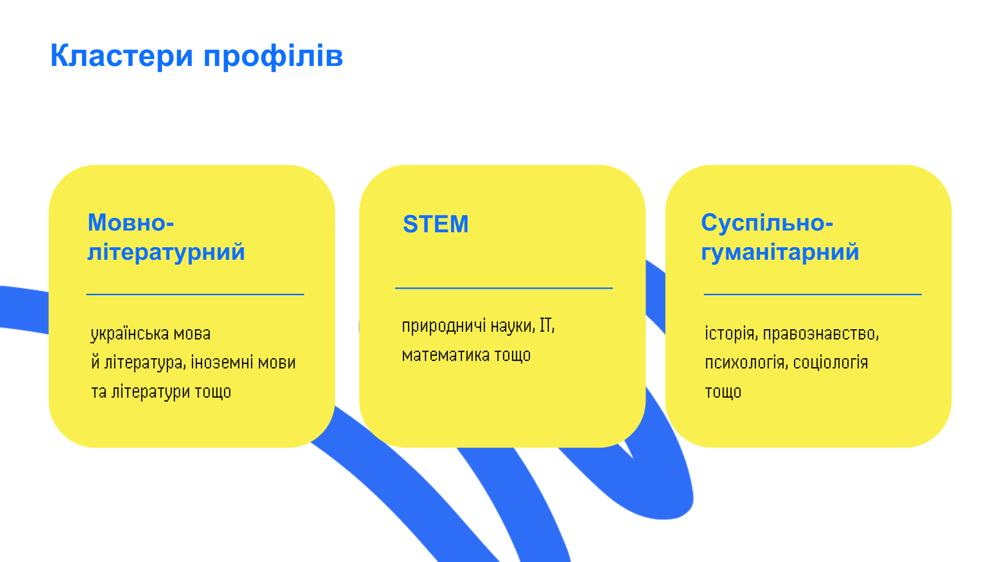 Кластери профілів
Мовно-
літературний
українська мова
й література, іноземні мови
та літератури тощо
STEM
природничі науки, ІТ,
математика тощо
Суспільно-
гуманітарний
історія, правознавство,
психологія, соціологія
тощо